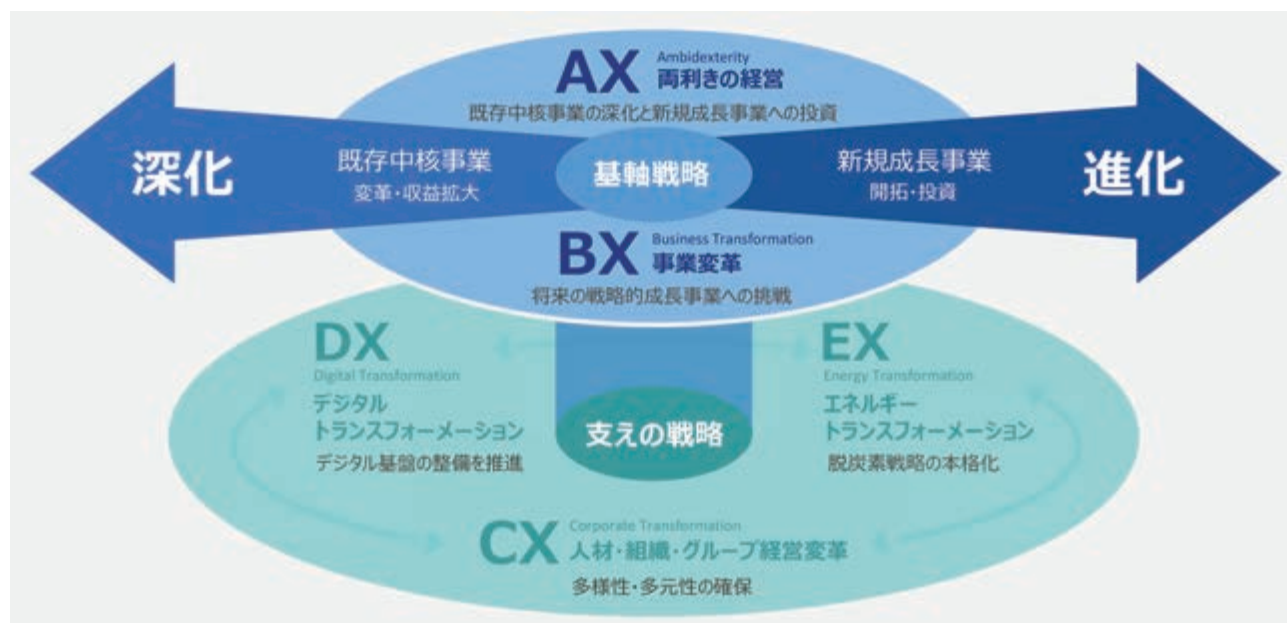 AX
Ambidexterity
両利きの経営
既存中核事業の深化と新規成長事業への投資
深化
既存中核事業
変革・収益拡大
基軸戦略
新規成長事業
開拓・投資
進化
BX
Business Transformation
事業変革
将来の戦略的成長事業への挑戦
DX
Digital Transformation
デジタル
トランスフォーメーション
デジタル基盤の整備を推進
支えの戦略
EX
Energy Transformation
エネルギー
トランスフォーメーション
脱炭素戦略の本格化
CX
Corporate Transformation
人材・組織・グループ経営変革
多様性・多元性の確保